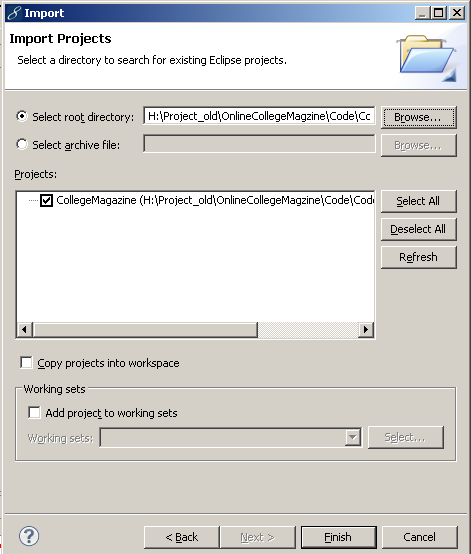 Import
Import Projects
Select a directory to search for existing Eclipse projects.
Select root directory: H:\Project_old\OnlineCollegeMagzine\Code\Cc Browse...
Select archive file: Browse...
Projects:
CollegeMagazine (H:\Project_old\OnlineCollegeMagzine\Code\Code
Select All
Deselect All
Refresh
Copy projects into workspace
Working sets
Add project to working sets
Working sets: Select...
? < Back Next > Finish Cancel